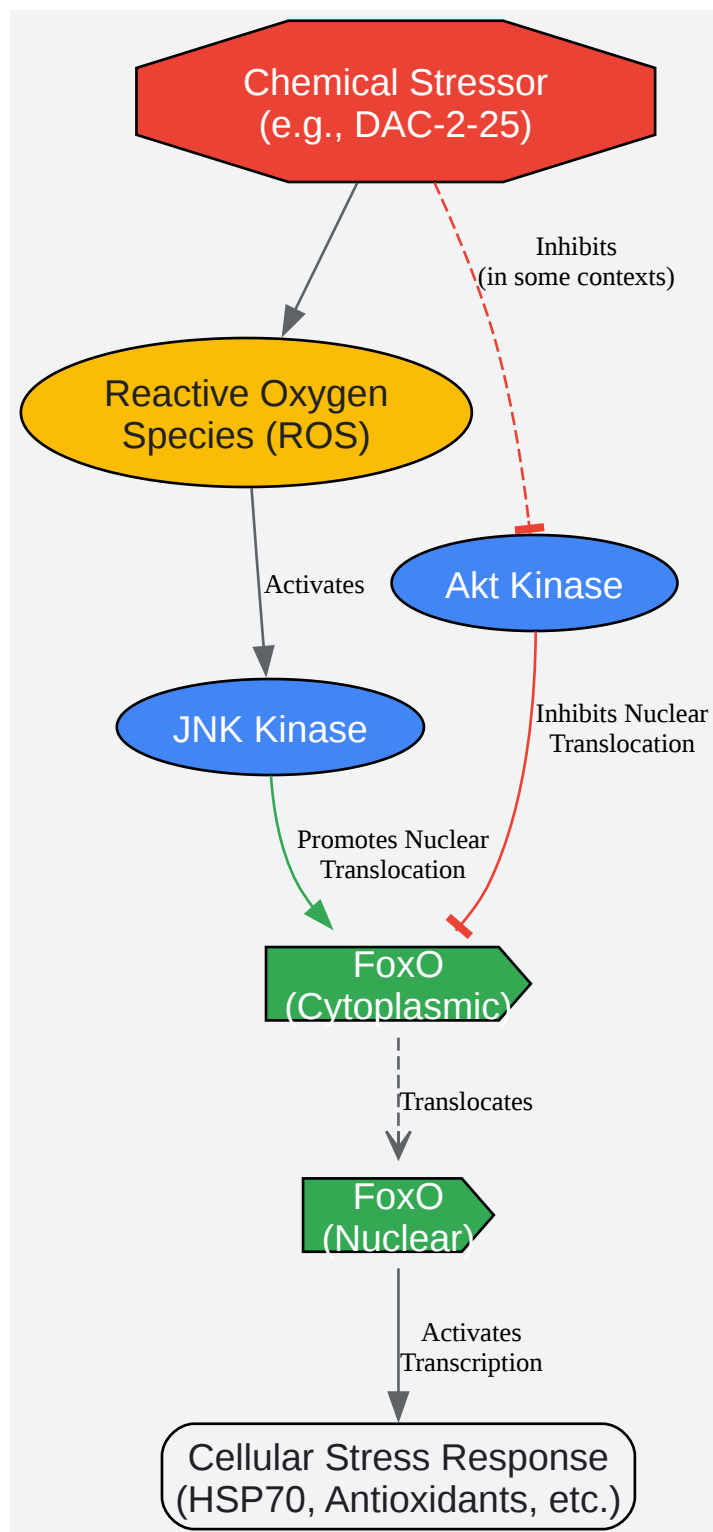 Chemical Stressor
(e.g., DAC-2-25)
Inhibits
(in some contexts)
Reactive Oxygen
Species (ROS)
Activates
Akt Kinase
JNK Kinase
Inhibits Nuclear
Translocation
Promotes Nuclear
Translocation
FoxO
(Cytoplasmic)
Translocates
FoxO
(Nuclear)
Activates
Transcription
Cellular Stress Response
(HSP70, Antioxidants, etc.)